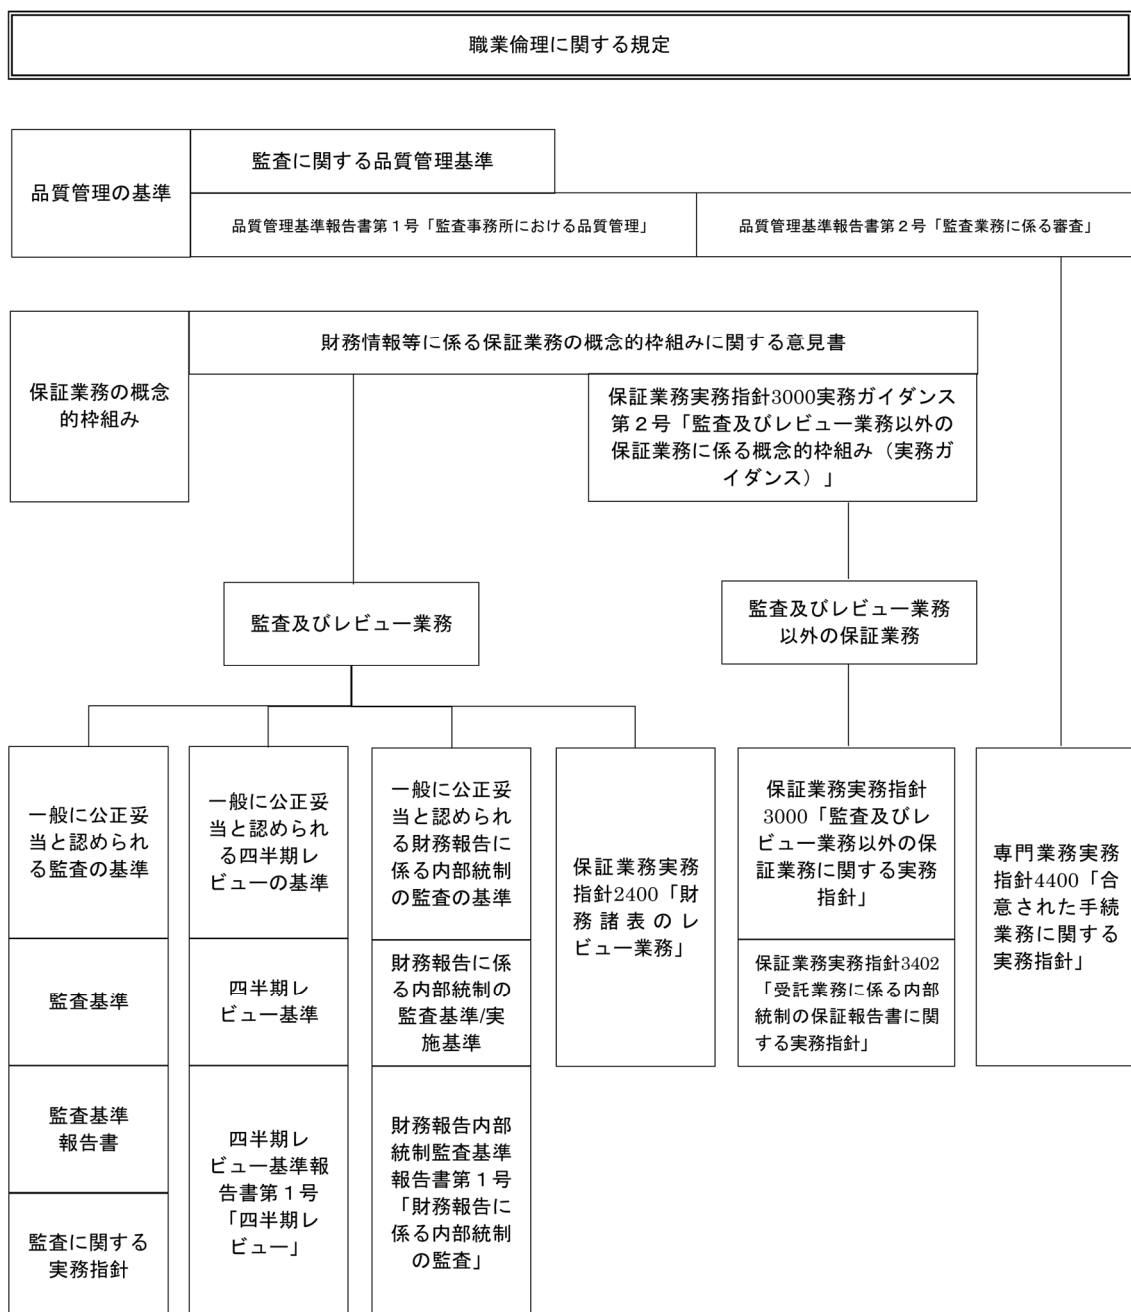 職業倫理に関する規定
品質管理の基準
監査に関する品質管理基準
品質管理基準報告書第１号「監査事務所における品質管理」
品質管理基準報告書第２号「監査業務に係る審査」
保証業務の概念
的枠組み
財務情報等に係る保証業務の概念的枠組みに関する意見書
保証業務実務指針3000実務ガイダンス
第２号「監査及びレビュー業務以外の
保証業務に係る概念的枠組み（実務ガ
イダンス）」
監査及びレビュー業務
監査及びレビュー業務
以外の保証業務
一般に公正妥
当と認められ
る監査の基準
監査基準
監査基準
報告書
監査に関する
実務指針
一般に公正妥
当と認められ
る四半期レ
ビューの基準
四半期レ
ビュー基準
四半期レ
ビュー基準報
告書第１号
「四半期レ
ビュー」
一般に公正妥
当と認められ
る財務報告に
係る内部統制
の監査の基準
財務報告に係
る内部統制の
監査基準/実
施基準
財務報告内部
統制監査基準
報告書第１号
「財務報告に
係る内部統制
の監査」
保証業務実務
指針2400「財
務諸表のレ
ビュー業務」
保証業務実務指針
3000「監査及びレ
ビュー業務以外の保
証業務に関する実務
指針」
保証業務実務指針3402
「受託業務に係る内部
統制の保証報告書に関
する実務指針」
専門業務実務
指針4400「合
意された手続
業務に関する
実務指針」